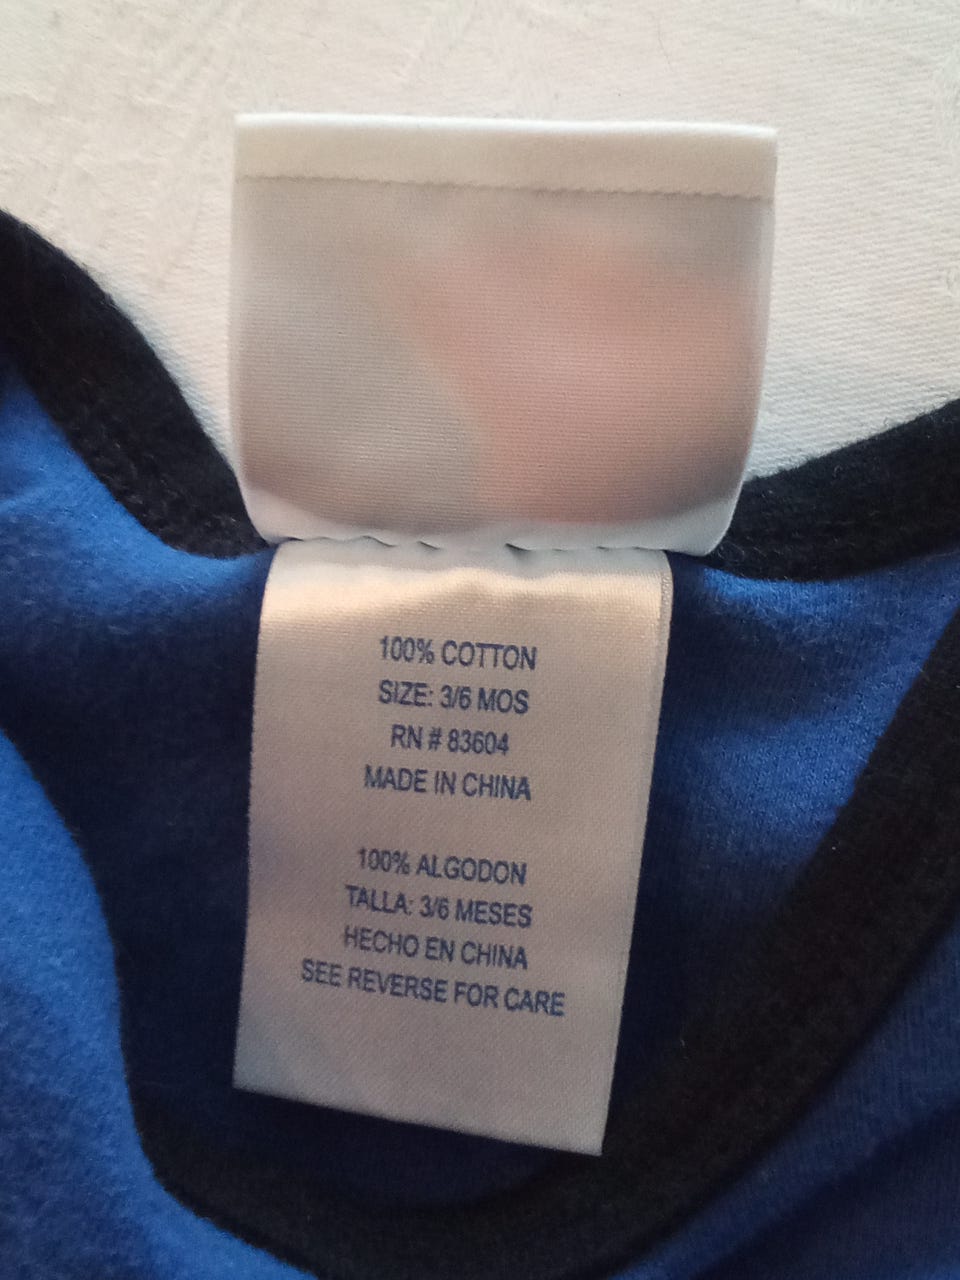 100% COTTON
SIZE: 3/6 MOS
RN # 83604
MADE IN CHINA
100% ALGODON
TALLA: 3/6 MESES
HECHO EN CHINA
SEE REVERSE FOR CARE